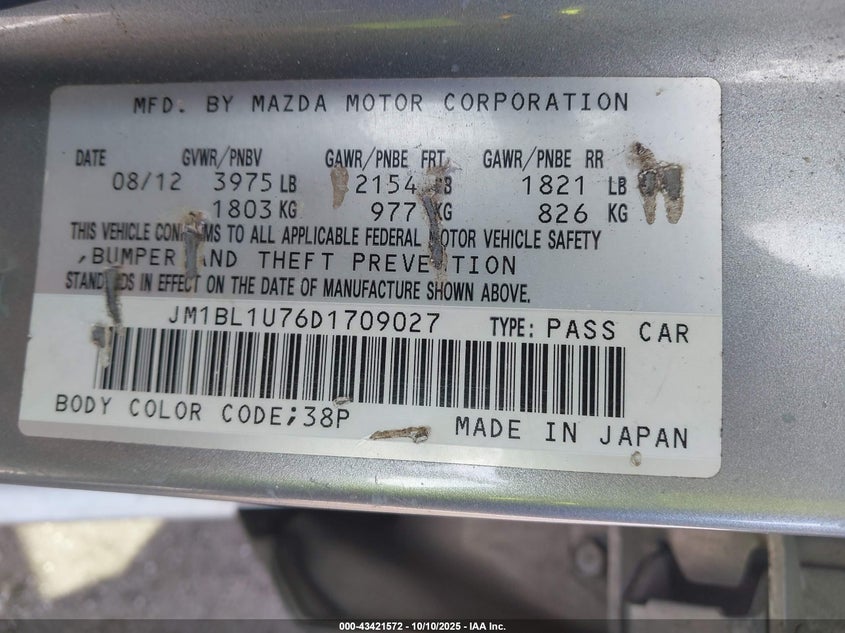 MFD. BY MAZDA MOTOR CORPORATION
DATE GVWR/PNBV GAWR/PNBE FRT GAWR/PNBE RR
08/12 3975 LB 2154 1821 LB
1803 KG 977 KG 826 KG
THIS VEHICLE TO ALL APPLICABLE FEDERAL MOTOR VEHICLE SAFETY
,BUMPER AND THEFT PREVENTION
STANDARDS IN EFFECT ON THE DATE OF MANUFACTURE SHOWN ABOVE.
JM1BL1U76D1709027 TYPE: PASS CAR
BODY COLOR CODE;38P
MADE IN JAPAN
000-43421572 - 10/10/2025 - IAA Inc.